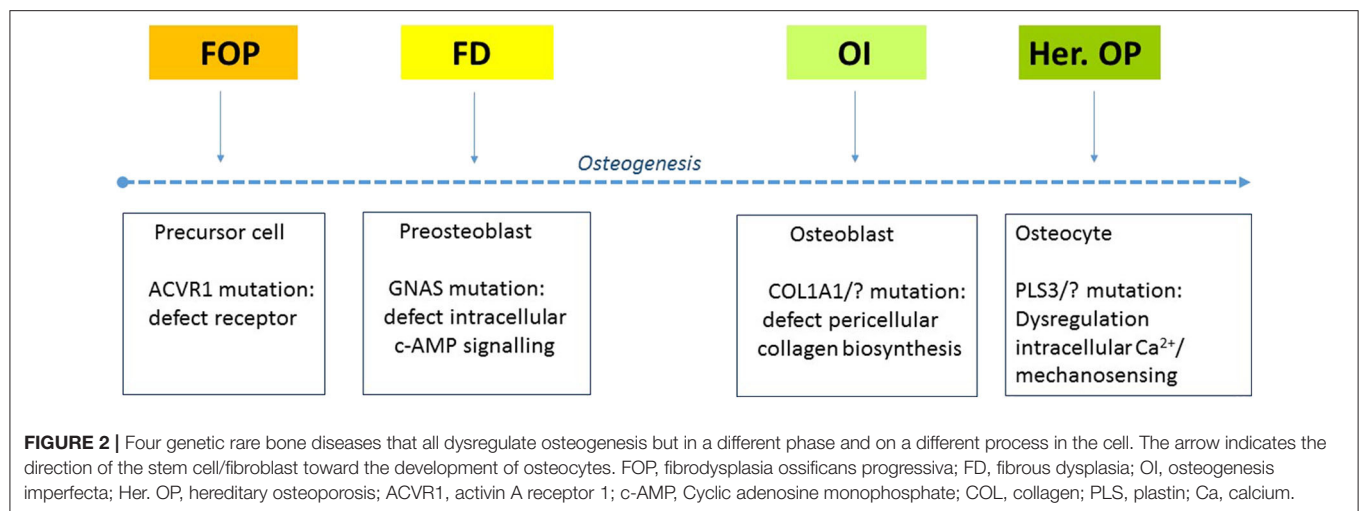 FOP
FD
OI
Her. OP
Osteogenesis
Precursor cell
ACVR1 mutation:
defect receptor
Preosteoblast
GNAS mutation:
defect intracellular
c-AMP signalling
Osteoblast
COL1A1/? mutation:
defect pericellular
collagen biosynthesis
Osteocyte
PLS3/? mutation:
Dysregulation
intracellular Ca²⁺/
mechanosensing
FIGURE 2 | Four genetic rare bone diseases that all dysregulate osteogenesis but in a different phase and on a different process in the cell. The arrow indicates the
direction of the stem cell/fibroblast toward the development of osteocytes. FOP, fibrodysplasia ossificans progressiva; FD, fibrous dysplasia; OI, osteogenesis
imperfecta; Her. OP, hereditary osteoporosis; ACVR1, activin A receptor 1; c-AMP, Cyclic adenosine monophosphate; COL, collagen; PLS, plastin; Ca, calcium.